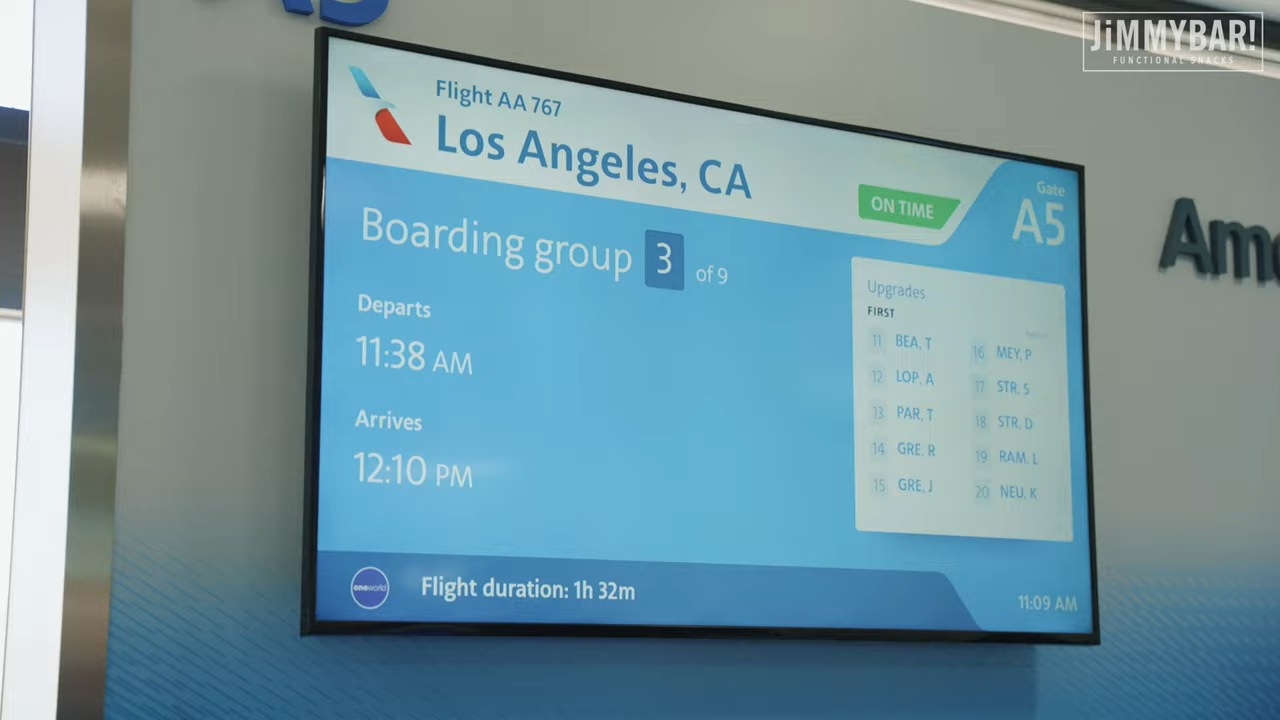 JiMMYBAR!
FUNCTIONAL SNACKS
Flight AA 767
Los Angeles, CA
ON TIME
Gate
A5
Boarding group 3 of 9
Departs
11:38 AM
Arrives
12:10 PM
Upgrades
FIRST
11 BEA, T
12 LOP, A
13 PAR, T
14 GRE, R
15 GRE, J
16 MEY, P
17 STR, S
18 STR, D
19 RAM, L
20 NEU, K
oneworld
Flight duration: 1h 32m
11:09 AM
Ame